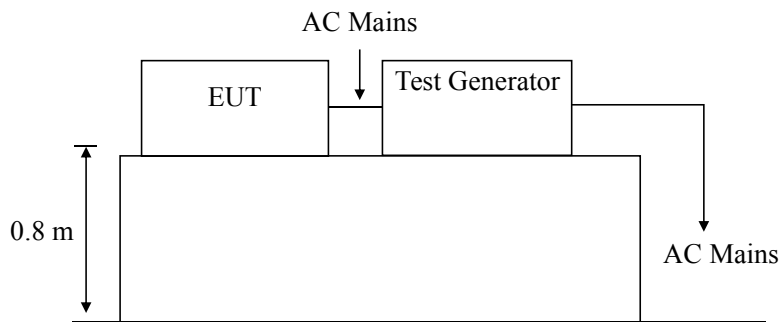 AC Mains
EUT
Test Generator
0.8 m
AC Mains